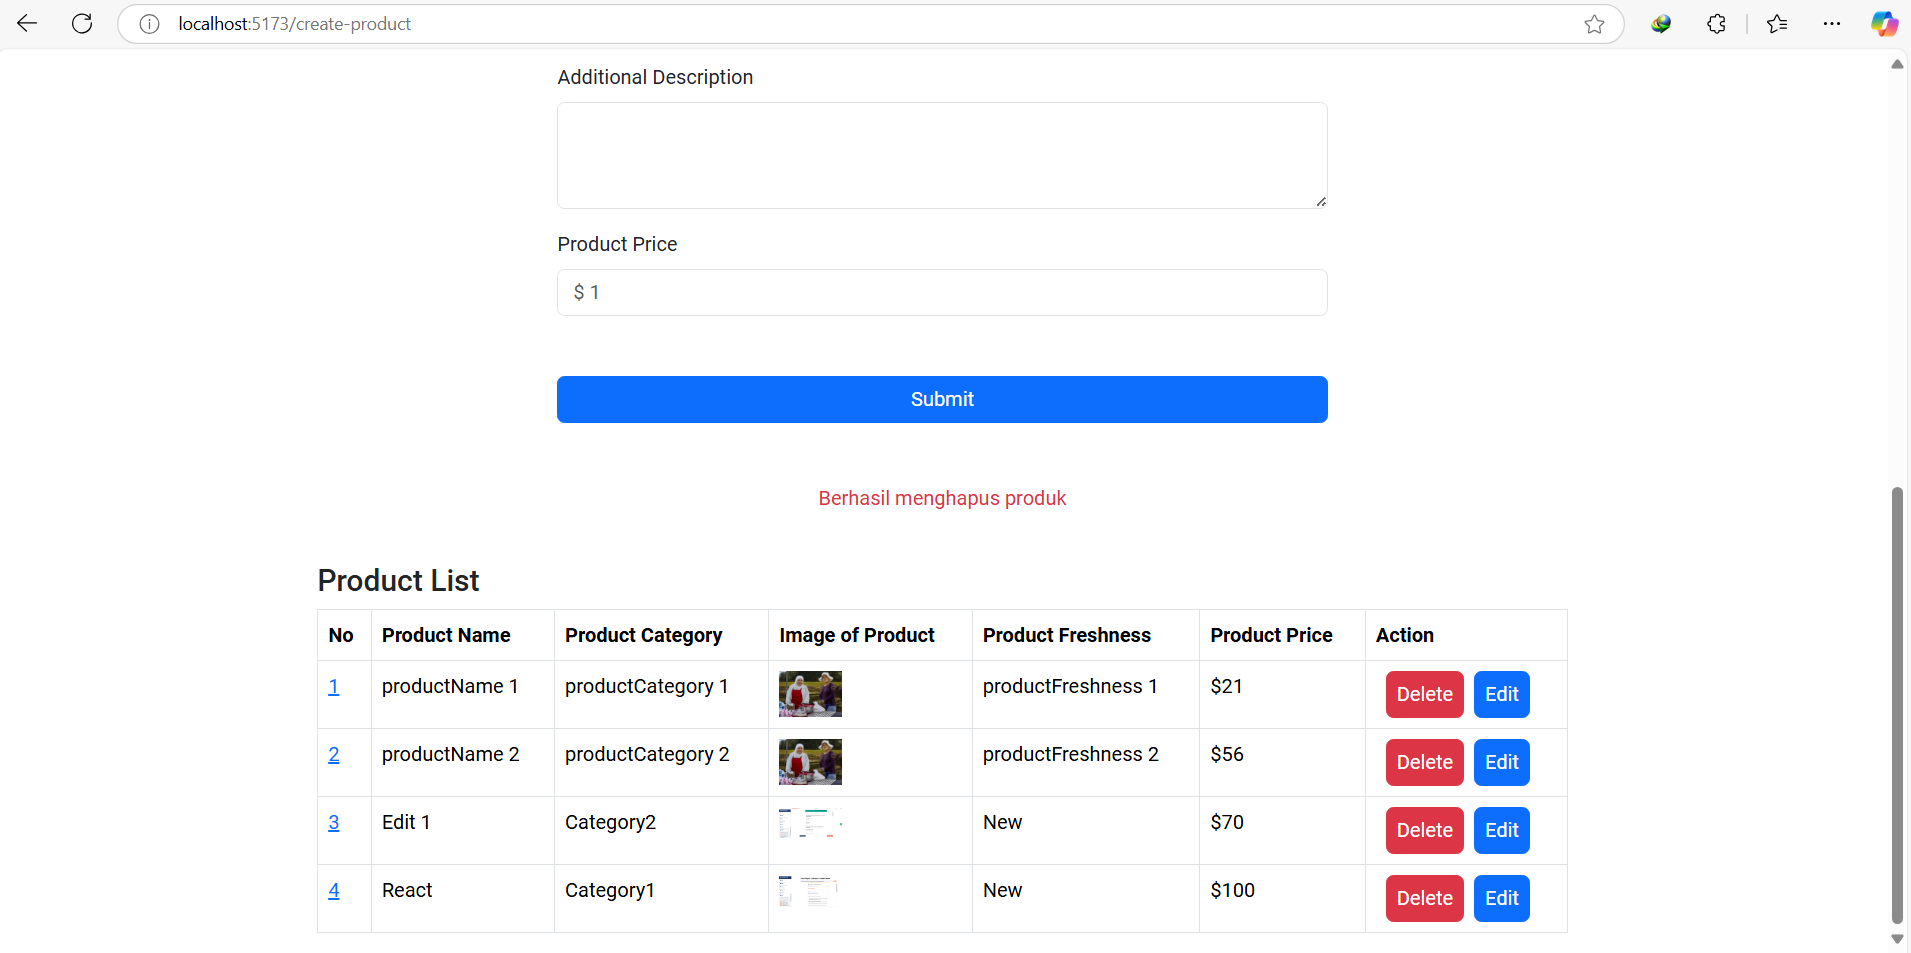 localhost:5173/create-product
Additional Description
Product Price
$ 1
Submit
Berhasil menghapus produk
Product List
No Product Name Product Category Image of Product Product Freshness Product Price Action
1 productName 1 productCategory 1 productFreshness 1 $21 Delete Edit
2 productName 2 productCategory 2 productFreshness 2 $56 Delete Edit
3 Edit 1 Category2 New $70 Delete Edit
4 React Category1 New $100 Delete Edit